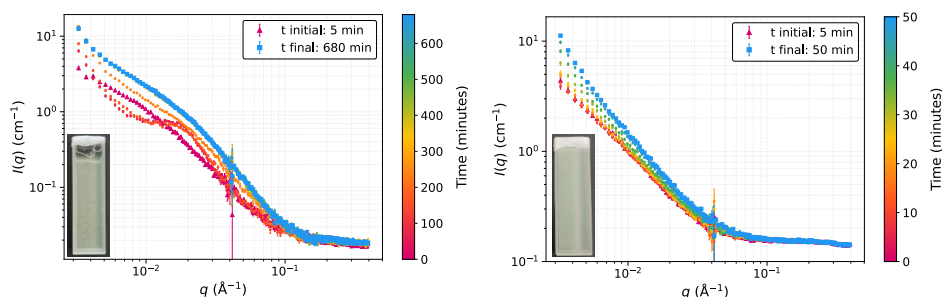 t initial: 5 min
t final: 680 min
10¹
10⁰
10⁻¹
I(q) (cm⁻¹)
10⁻²
10⁻¹
q (Å⁻¹)
600
500
400
300
200
100
0
Time (minutes)
t initial: 5 min
t final: 50 min
10¹
10⁰
10⁻¹
I(q) (cm⁻¹)
10⁻²
10⁻¹
q (Å⁻¹)
50
40
30
20
10
0
Time (minutes)